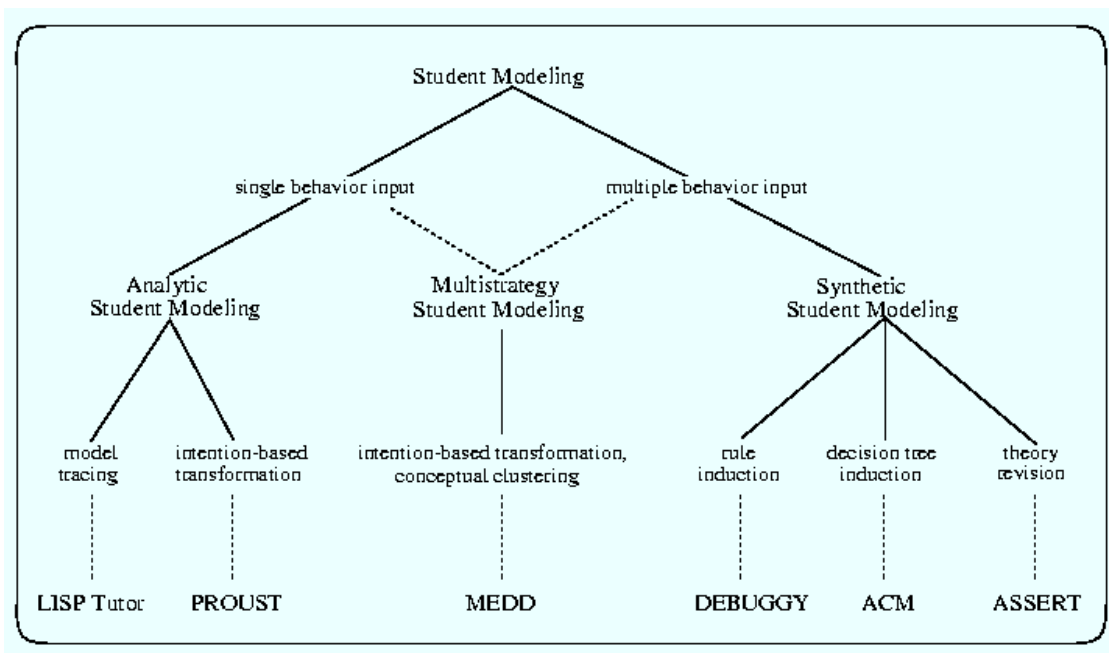 Student Modeling
single behavior input
multiple behavior input
Analytic
Student Modeling
Multistrategy
Student Modeling
Synthetic
Student Modeling
model
tracing
intention-based
transformation
intention-based transformation,
conceptual clustering
rule
induction
decision tree
induction
theory
revision
LISP Tutor
PROUST
MEDD
DEBUGGY
ACM
ASSERT